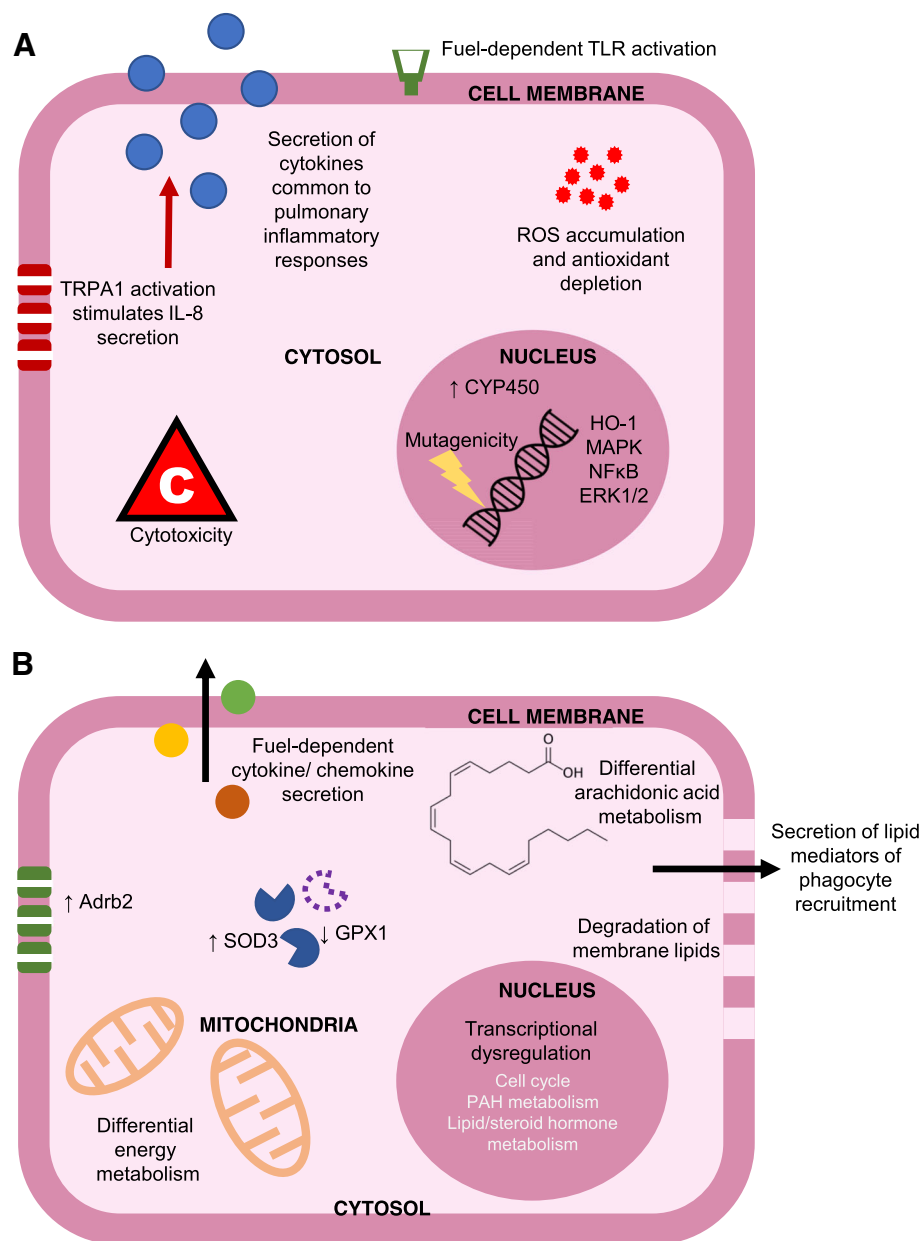 A
Fuel-dependent TLR activation
CELL MEMBRANE
Secretion of
cytokines
common to
pulmonary
inflammatory
responses
ROS accumulation
and antioxidant
depletion
TRPA1 activation
stimulates IL-8
secretion
CYTOSOL
NUCLEUS
↑ CYP450
Mutagenicity
HO-1
MAPK
NFκB
ERK1/2
C
Cytotoxicity
B
CELL MEMBRANE
Fuel-dependent
cytokine/ chemokine
secretion
O
OH
Differential
arachidonic acid
metabolism
Secretion of lipid
mediators of
phagocyte
recruitment
↑ Adrb2
↑ SOD3
↓ GPX1
Degradation of
membrane lipids
NUCLEUS
Transcriptional
dysregulation
Cell cycle
PAH metabolism
Lipid/steroid hormone
metabolism
MITOCHONDRIA
Differential
energy
metabolism
CYTOSOL